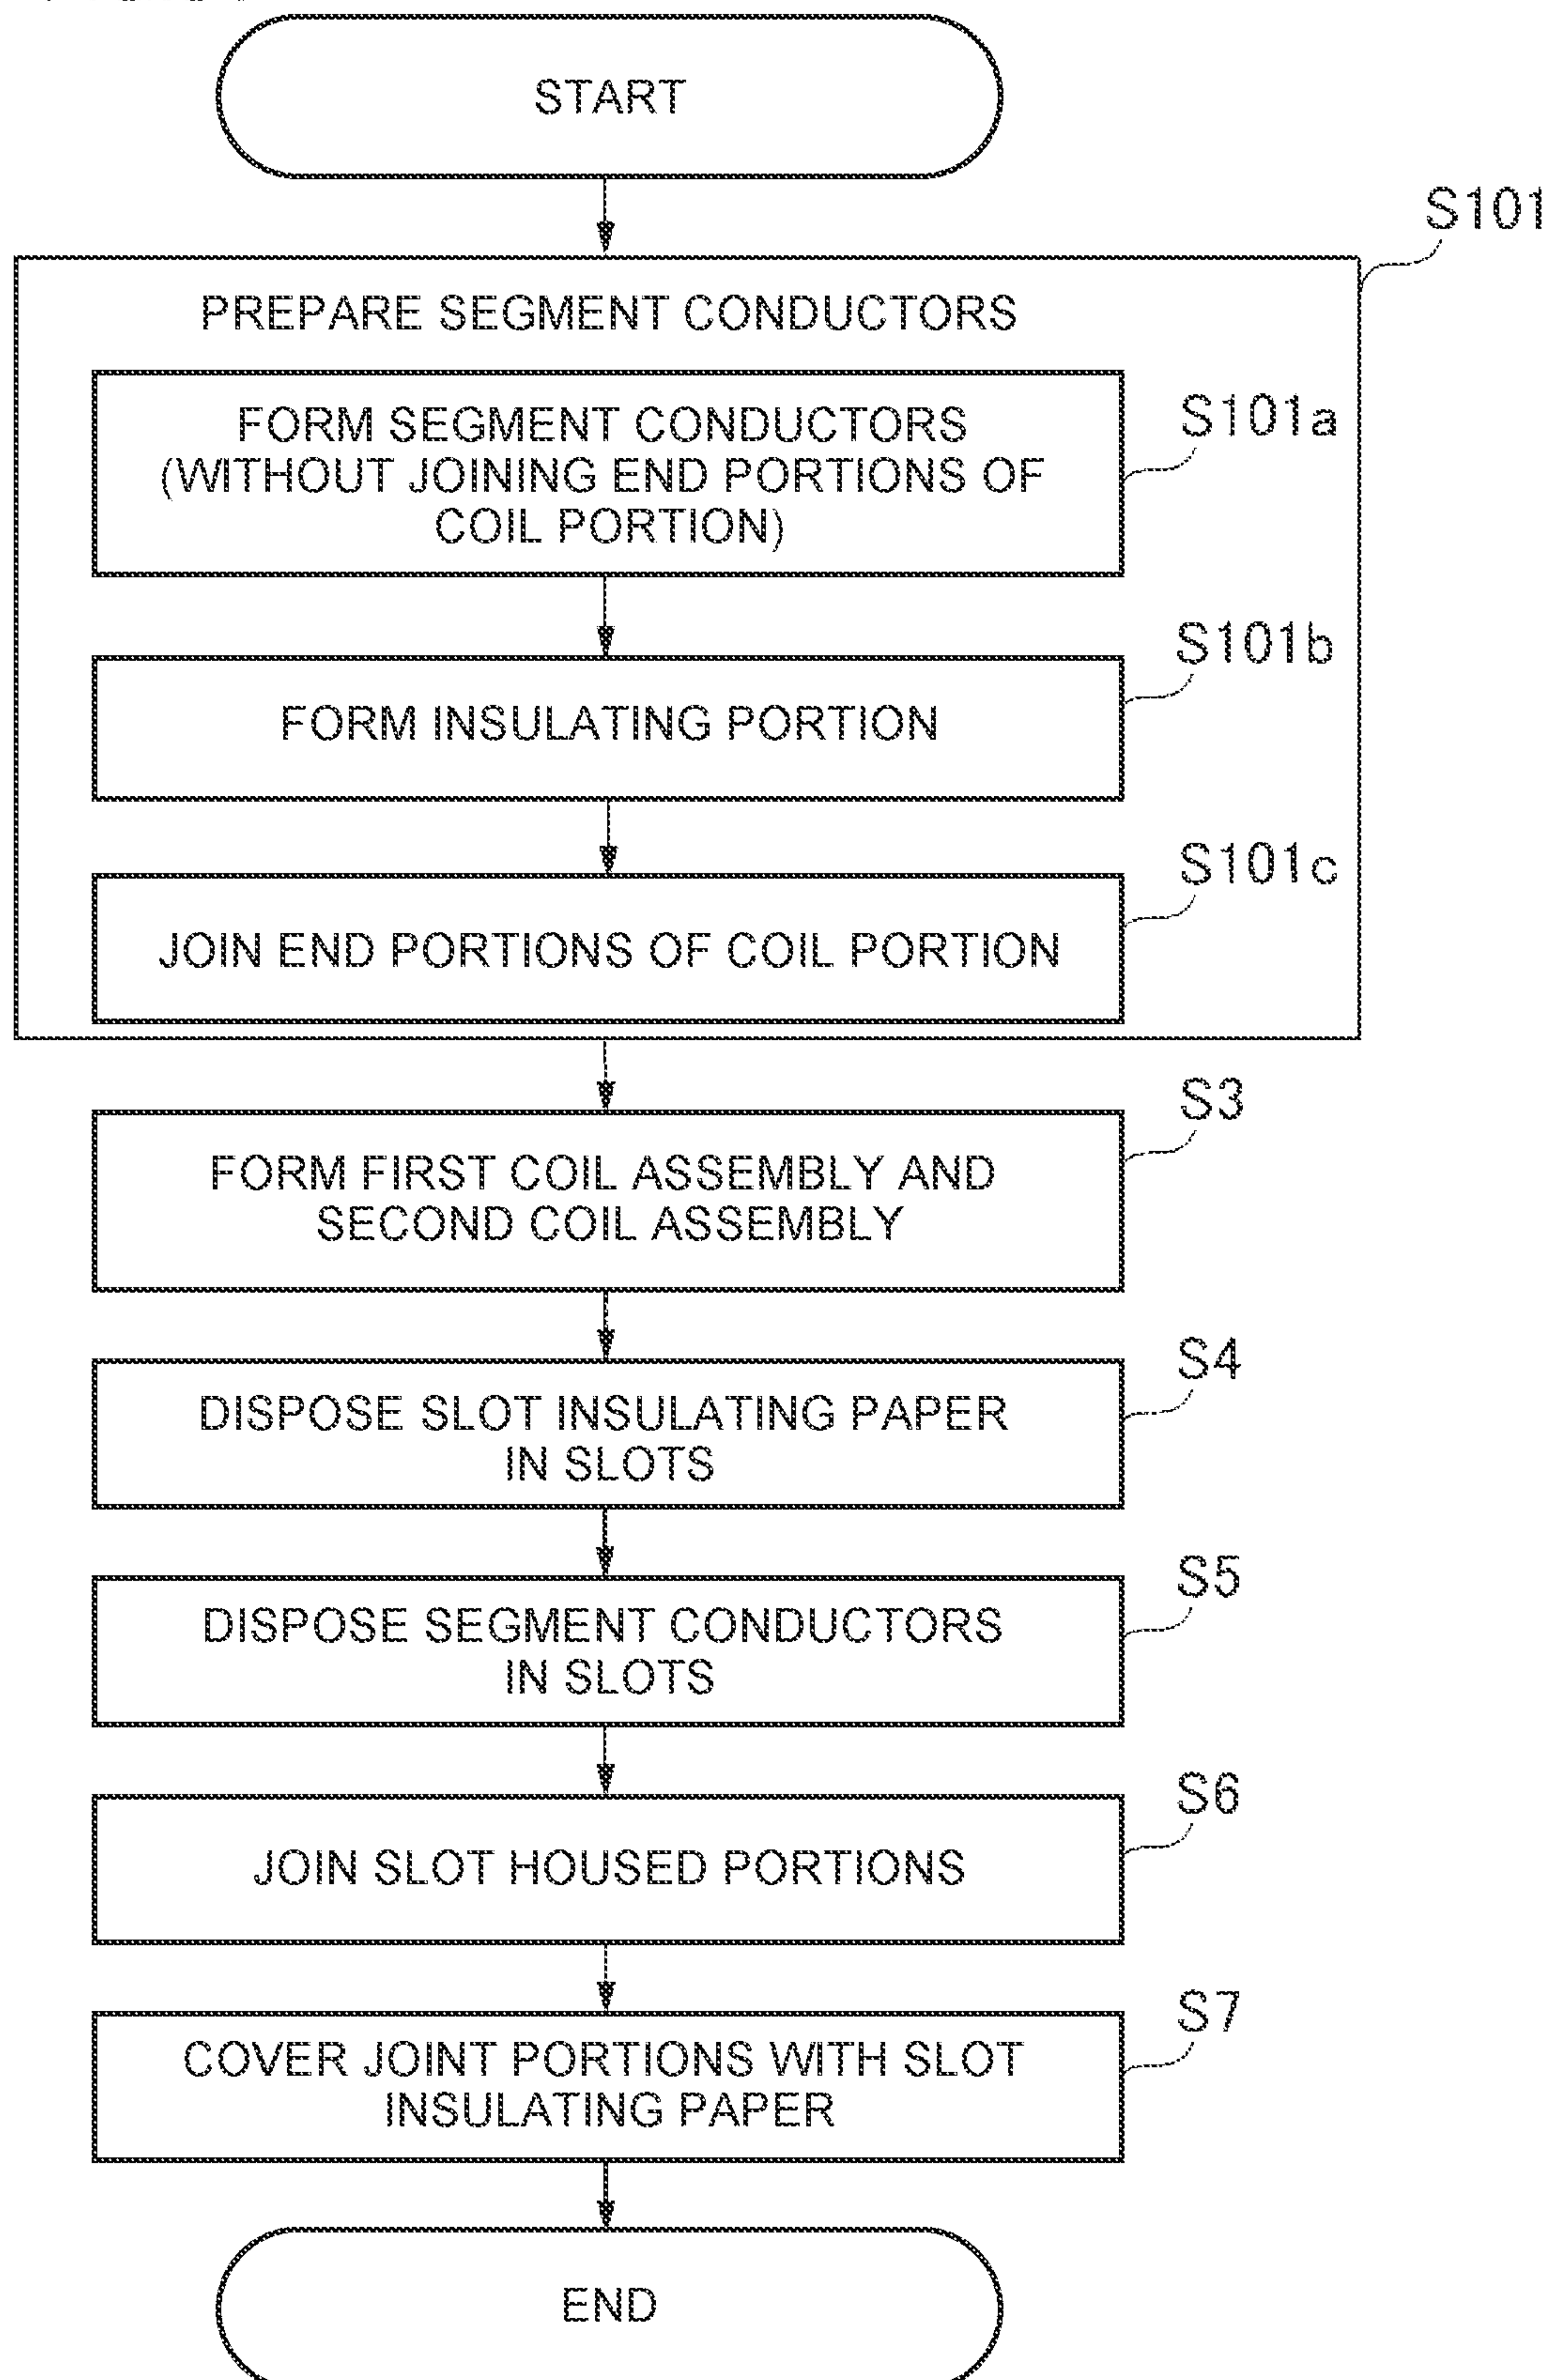 START
S101
PREPARE SEGMENT CONDUCTORS
FORM SEGMENT CONDUCTORS
(WITHOUT JOINING END PORTIONS OF
COIL PORTION)
S101a
FORM INSULATING PORTION
S101b
JOIN END PORTIONS OF COIL PORTION
S101c
FORM FIRST COIL ASSEMBLY AND
SECOND COIL ASSEMBLY
S3
DISPOSE SLOT INSULATING PAPER
IN SLOTS
S4
DISPOSE SEGMENT CONDUCTORS
IN SLOTS
S5
JOIN SLOT HOUSED PORTIONS
S6
COVER JOINT PORTIONS WITH SLOT
INSULATING PAPER
S7
END